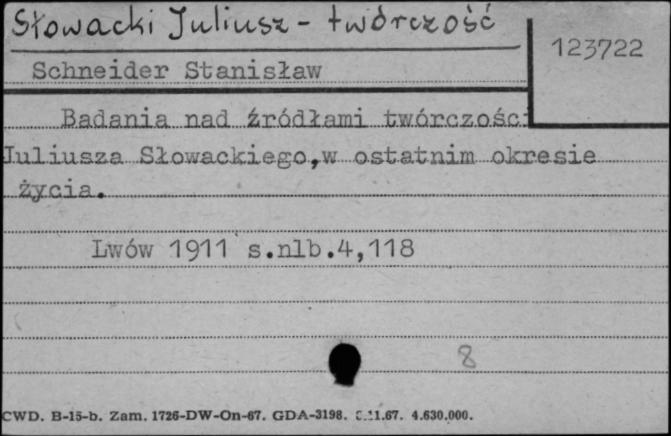 Słowacki Juliusz - twórczość
123722
Schneider Stanisław
Badania nad źródłami twórczości
Iuliusza Słowackiego,w ostatnim okresie
życia.
Lwów 1911 s.nlb.4,118
8
CWD. B-15-b. Zam. 1726-DW-On-67. GDA-3198. 11.67. 4.630.000.